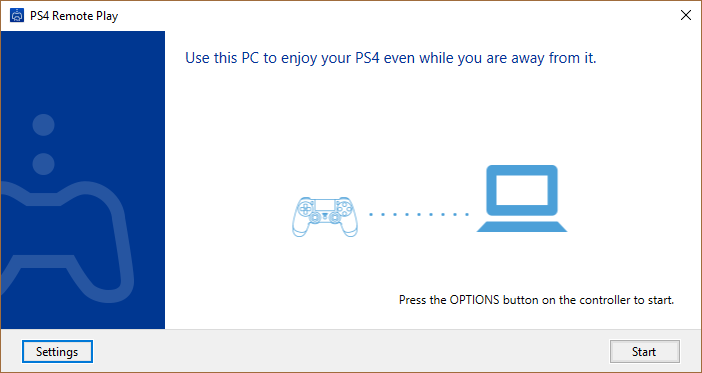 PS4 Remote Play
Use this PC to enjoy your PS4 even while you are away from it.
Press the OPTIONS button on the controller to start.
Settings
Start